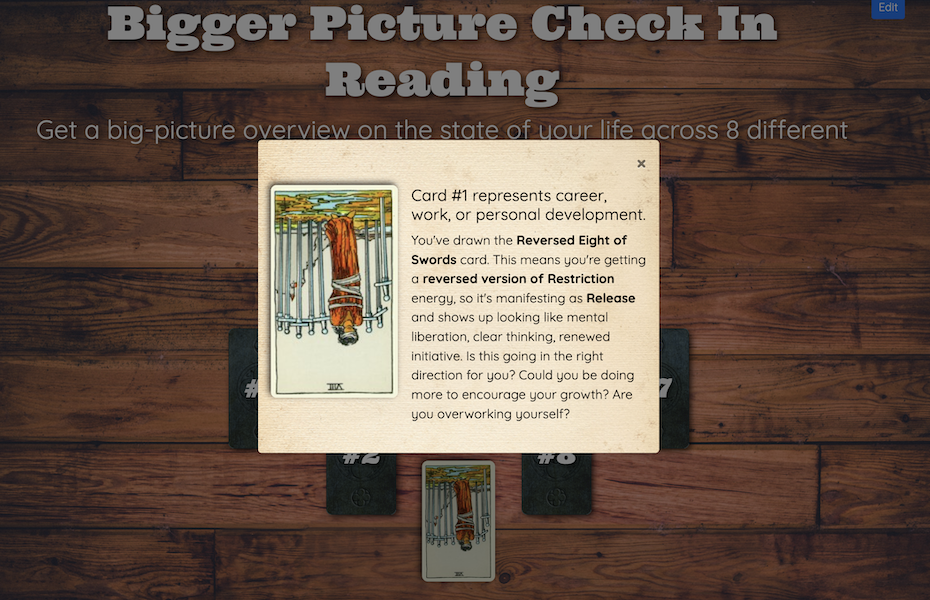 Edit
Bigger Picture Check In
Reading
Get a big-picture overview on the state of your life across 8 different
×
Card #1 represents career,
work, or personal development.
You've drawn the Reversed Eight of
Swords card. This means you're getting
a reversed version of Restriction
energy, so it's manifesting as Release
and shows up looking like mental
liberation, clear thinking, renewed
initiative. Is this going in the right
direction for you? Could you be doing
more to encourage your growth? Are
you overworking yourself?
VIII
#
7
#2
#8
VIII